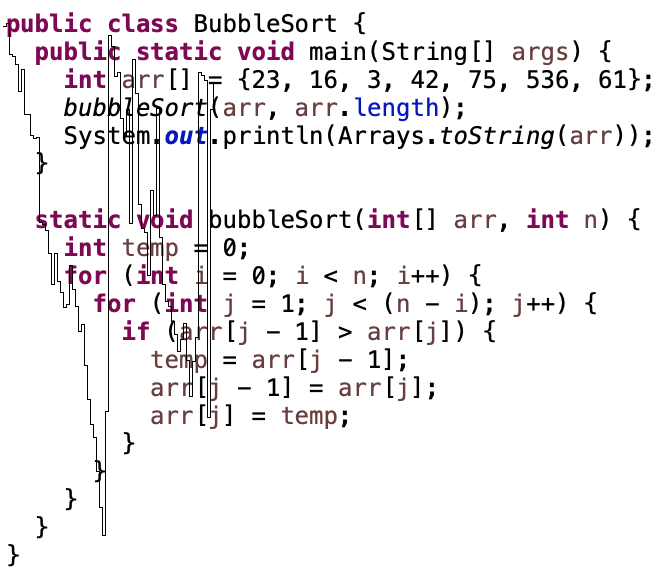 public class BubbleSort {
public static void main(String[] args) {
int arr[] = {23, 16, 3, 42, 75, 536, 61};
bubbleSort(arr, arr.length);
System.out.println(Arrays.toString(arr));
}
static void bubbleSort(int[] arr, int n) {
int temp = 0;
for (int i = 0; i < n; i++) {
for (int j = 1; j < (n - i); j++) {
if (arr[j - 1] > arr[j]) {
temp = arr[j - 1];
arr[j - 1] = arr[j];
arr[j] = temp;
}
}
}
}
}